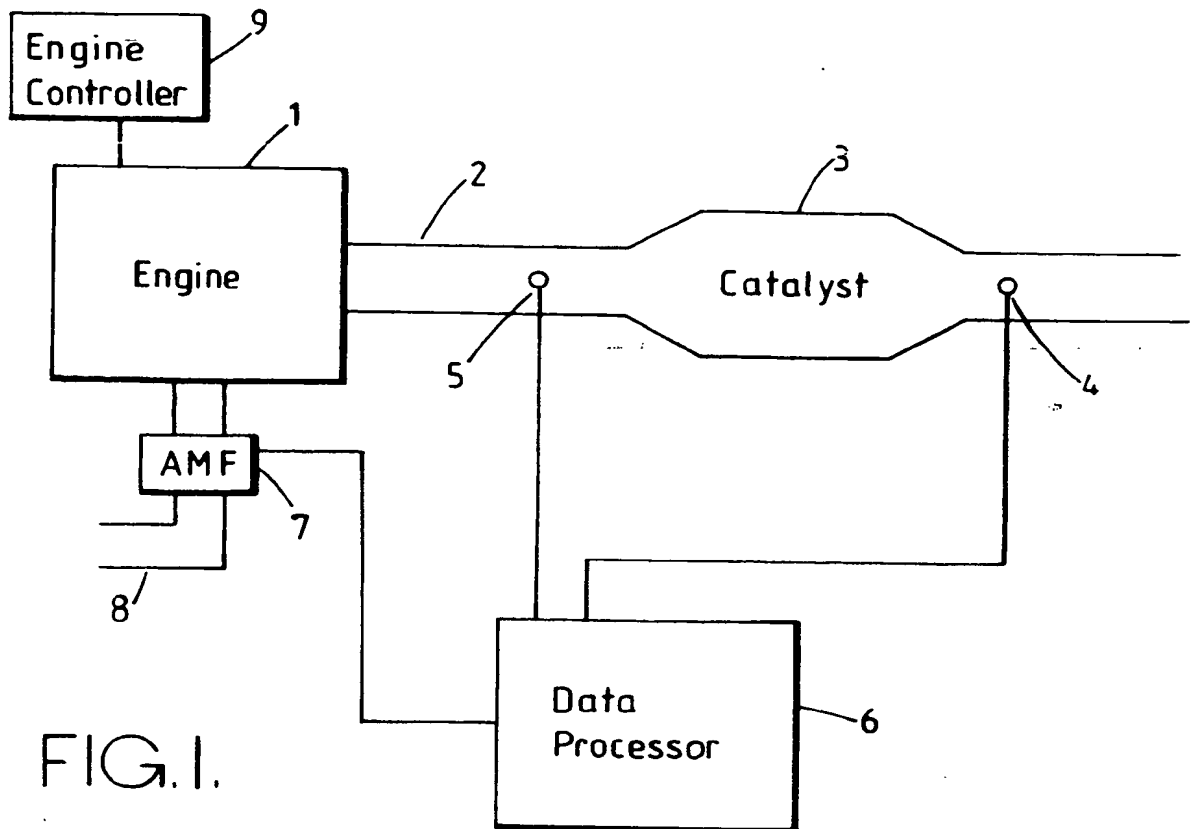 9
Engine
Controller
1
2
3
Engine
Catalyst
5
4
AMF
7
8
Data
Processor
6
FIG.1.